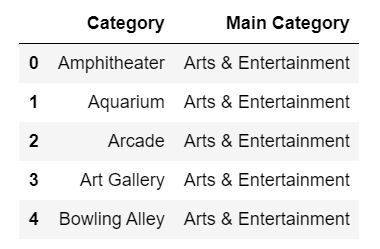 Category Main Category
0 Amphitheater Arts & Entertainment
1 Aquarium Arts & Entertainment
2 Arcade Arts & Entertainment
3 Art Gallery Arts & Entertainment
4 Bowling Alley Arts & Entertainment